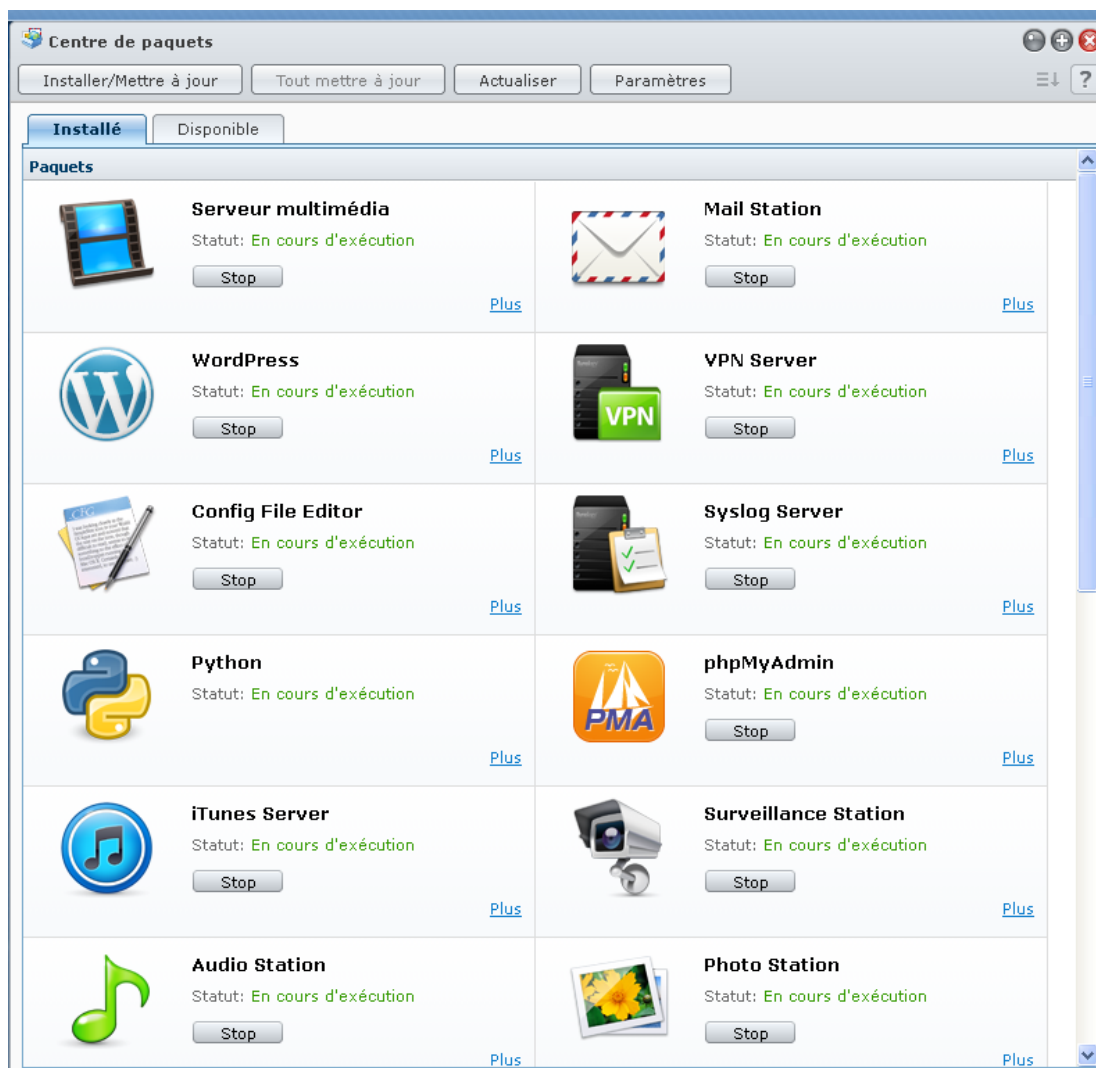 Centre de paquets
Installer/Mettre à jour
Tout mettre à jour
Actualiser
Paramètres
?
Installé
Disponible
Paquets
Serveur multimédia
Statut: En cours d'exécution
Stop
Plus
Mail Station
Statut: En cours d'exécution
Stop
Plus
WordPress
Statut: En cours d'exécution
Stop
Plus
VPN
VPN Server
Statut: En cours d'exécution
Stop
Plus
CFG
Config File Editor
Statut: En cours d'exécution
Stop
Plus
Syslog Server
Statut: En cours d'exécution
Stop
Plus
Python
Statut: En cours d'exécution
Plus
PMA
phpMyAdmin
Statut: En cours d'exécution
Stop
Plus
iTunes Server
Statut: En cours d'exécution
Stop
Plus
Surveillance Station
Statut: En cours d'exécution
Stop
Plus
Audio Station
Statut: En cours d'exécution
Stop
Plus
Photo Station
Statut: En cours d'exécution
Stop
Plus